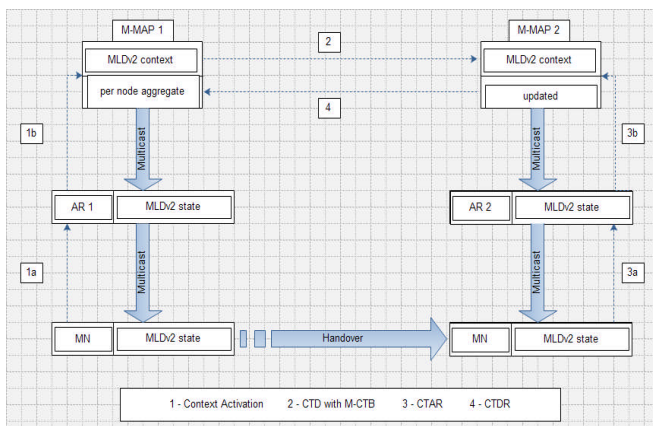 M-MAP 1
M-MAP 2
2
MLDv2 context
MLDv2 context
per node aggregate
4
updated
1b
Multicast
Multicast
3b
AR 1
MLDv2 state
AR 2
MLDv2 state
1a
Multicast
Multicast
3a
MN
MLDv2 state
Handover
MN
MLDv2 state
1 - Context Activation 2 - CTD with M-CTB 3 - CTAR 4 - CTDR